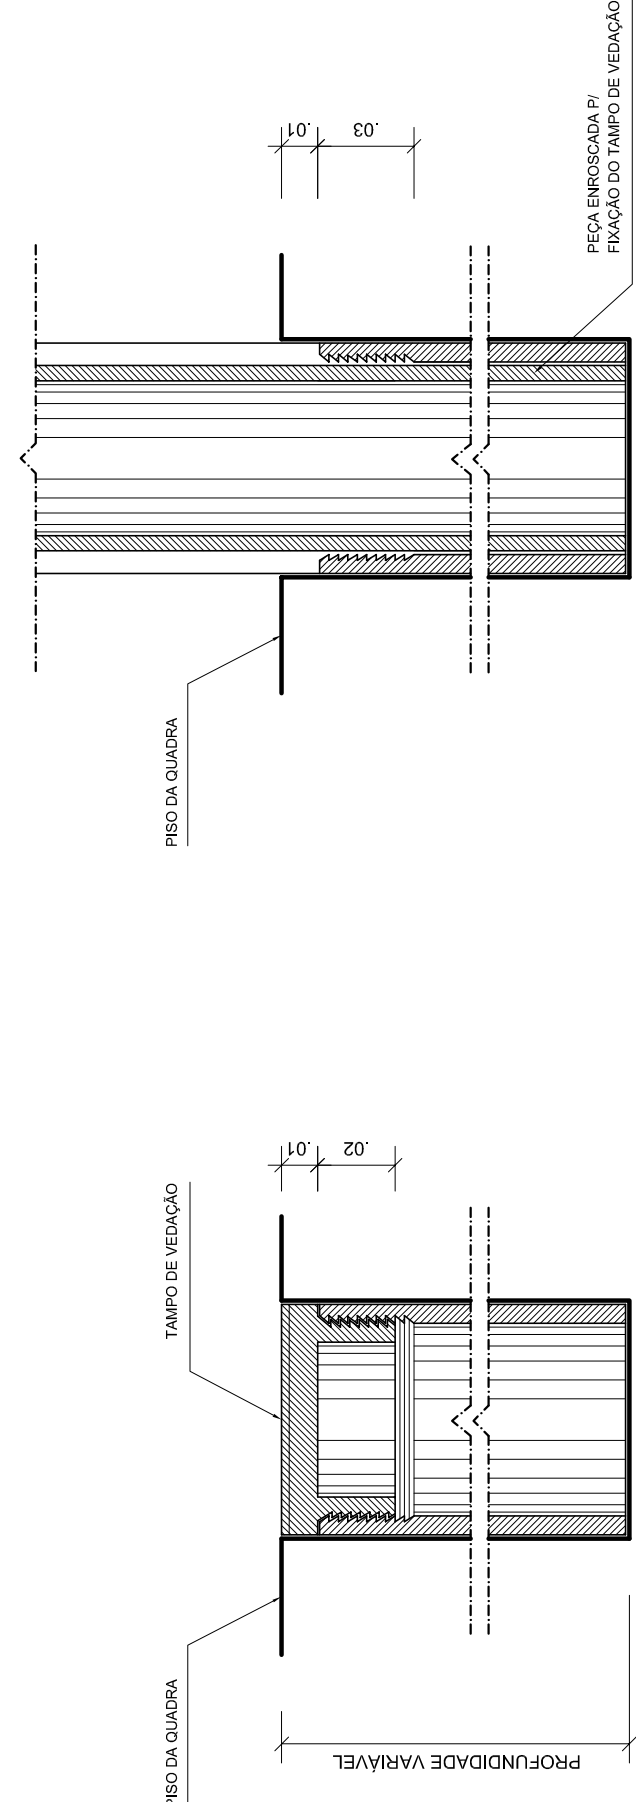 PEÇA ENROSCADA P/
FIXAÇÃO DO TAMPO DE VEDAÇÃO
.01
.03
PISO DA QUADRA
TAMPO DE VEDAÇÃO
.01
.02
PISO DA QUADRA
PROFUNDIDADE VARIÁVEL